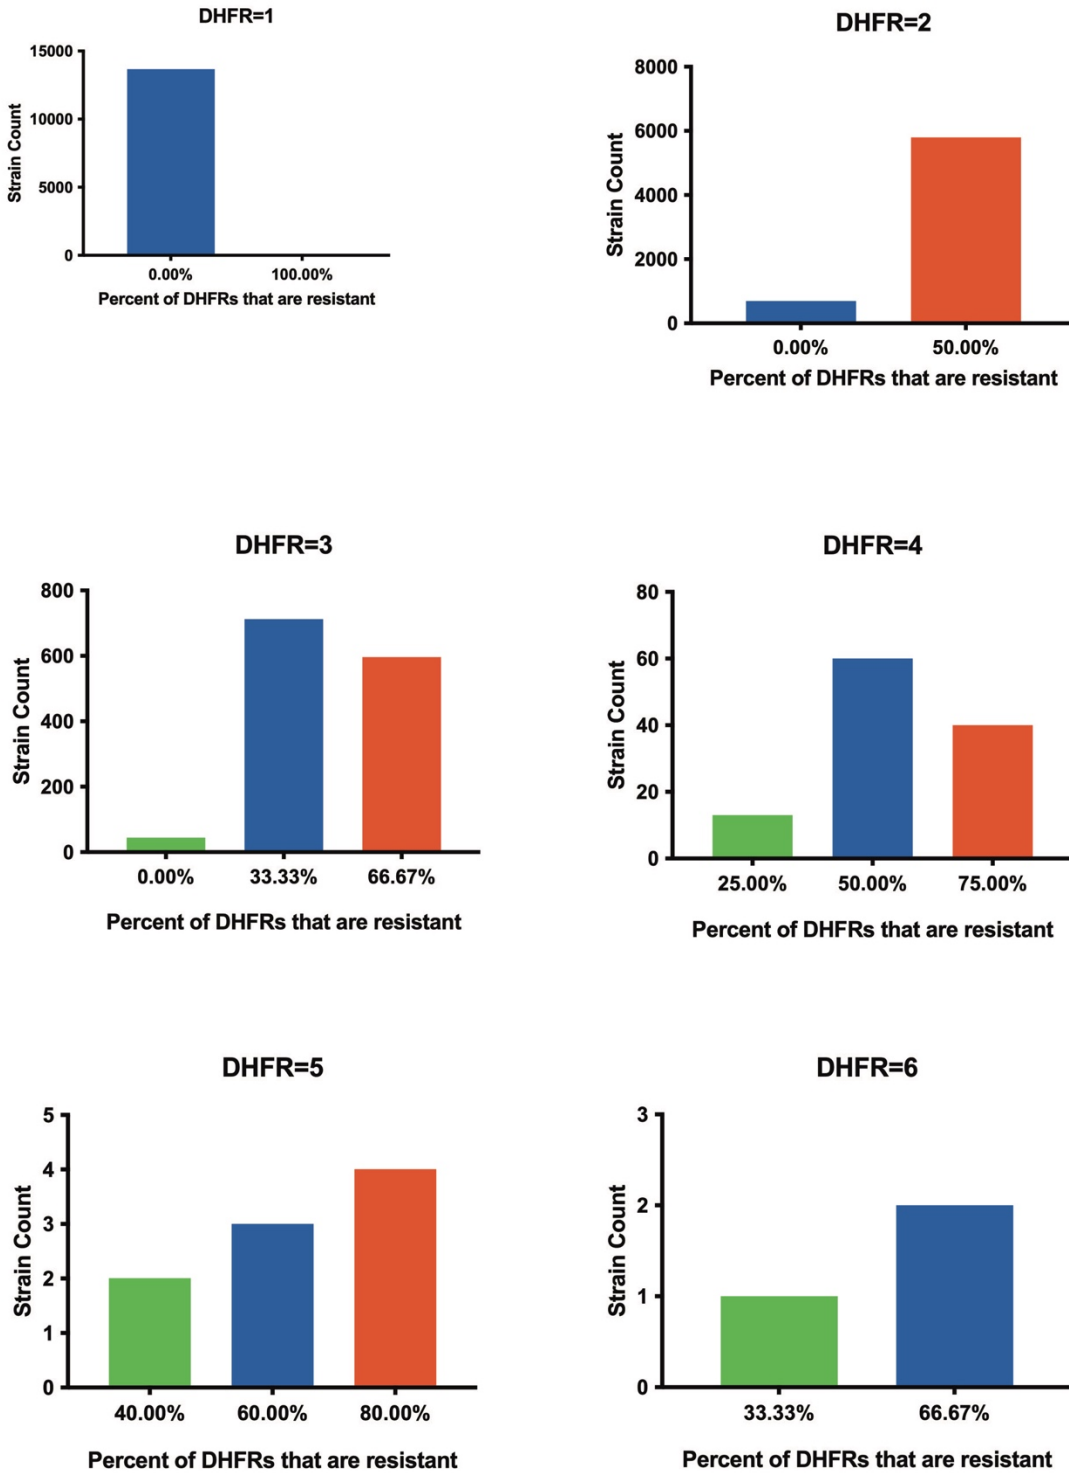 DHFR=1
15000
10000
5000
0
Strain Count
0.00% 100.00%
Percent of DHFRs that are resistant
DHFR=2
8000
6000
4000
2000
0
Strain Count
0.00% 50.00%
Percent of DHFRs that are resistant
DHFR=3
800
600
400
200
0
Strain Count
0.00% 33.33% 66.67%
Percent of DHFRs that are resistant
DHFR=4
80
60
40
20
0
Strain Count
25.00% 50.00% 75.00%
Percent of DHFRs that are resistant
DHFR=5
5
4
3
2
1
0
Strain Count
40.00% 60.00% 80.00%
Percent of DHFRs that are resistant
DHFR=6
3
2
1
0
Strain Count
33.33% 66.67%
Percent of DHFRs that are resistant